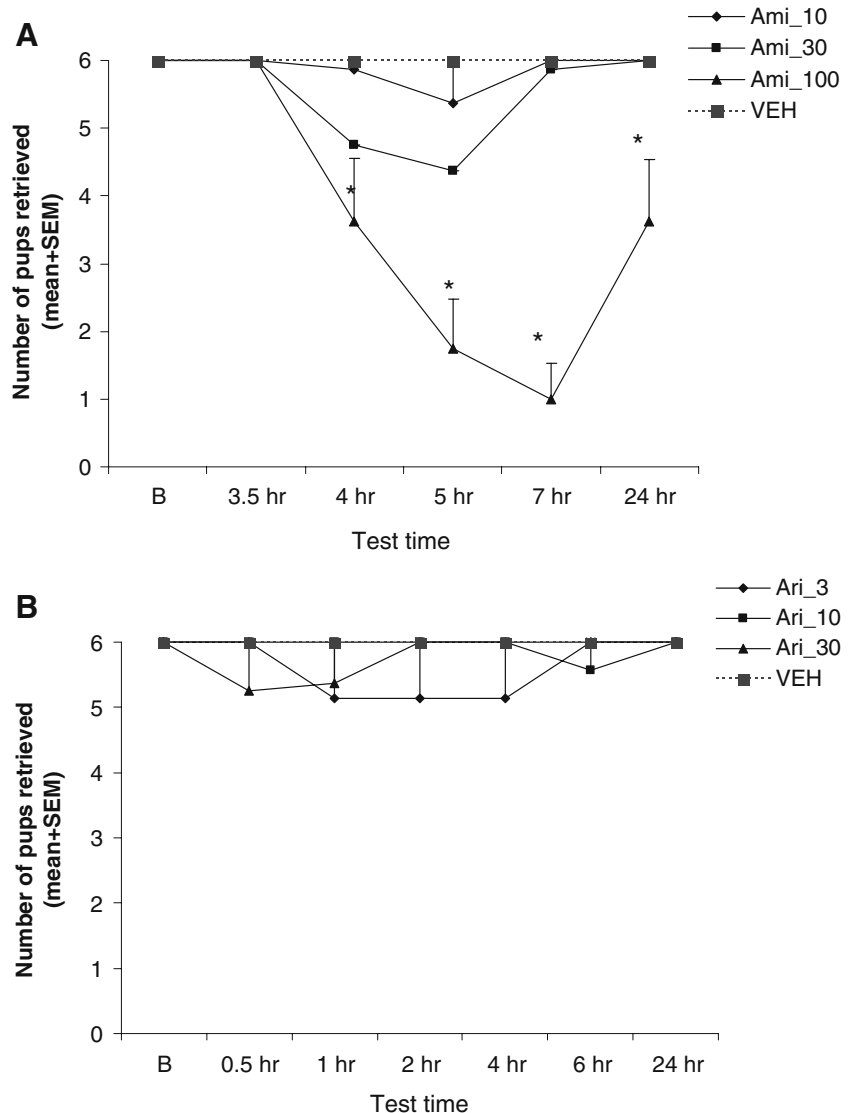 A
Ami_10
Ami_30
Ami_100
VEH
Number of pups retrieved
(mean+SEM)
6
5
4
3
2
1
0
*
*
*
*
B 3.5 hr 4 hr 5 hr 7 hr 24 hr
Test time
B
Ari_3
Ari_10
Ari_30
VEH
Number of pups retrieved
(mean+SEM)
6
5
4
3
2
1
0
B 0.5 hr 1 hr 2 hr 4 hr 6 hr 24 hr
Test time